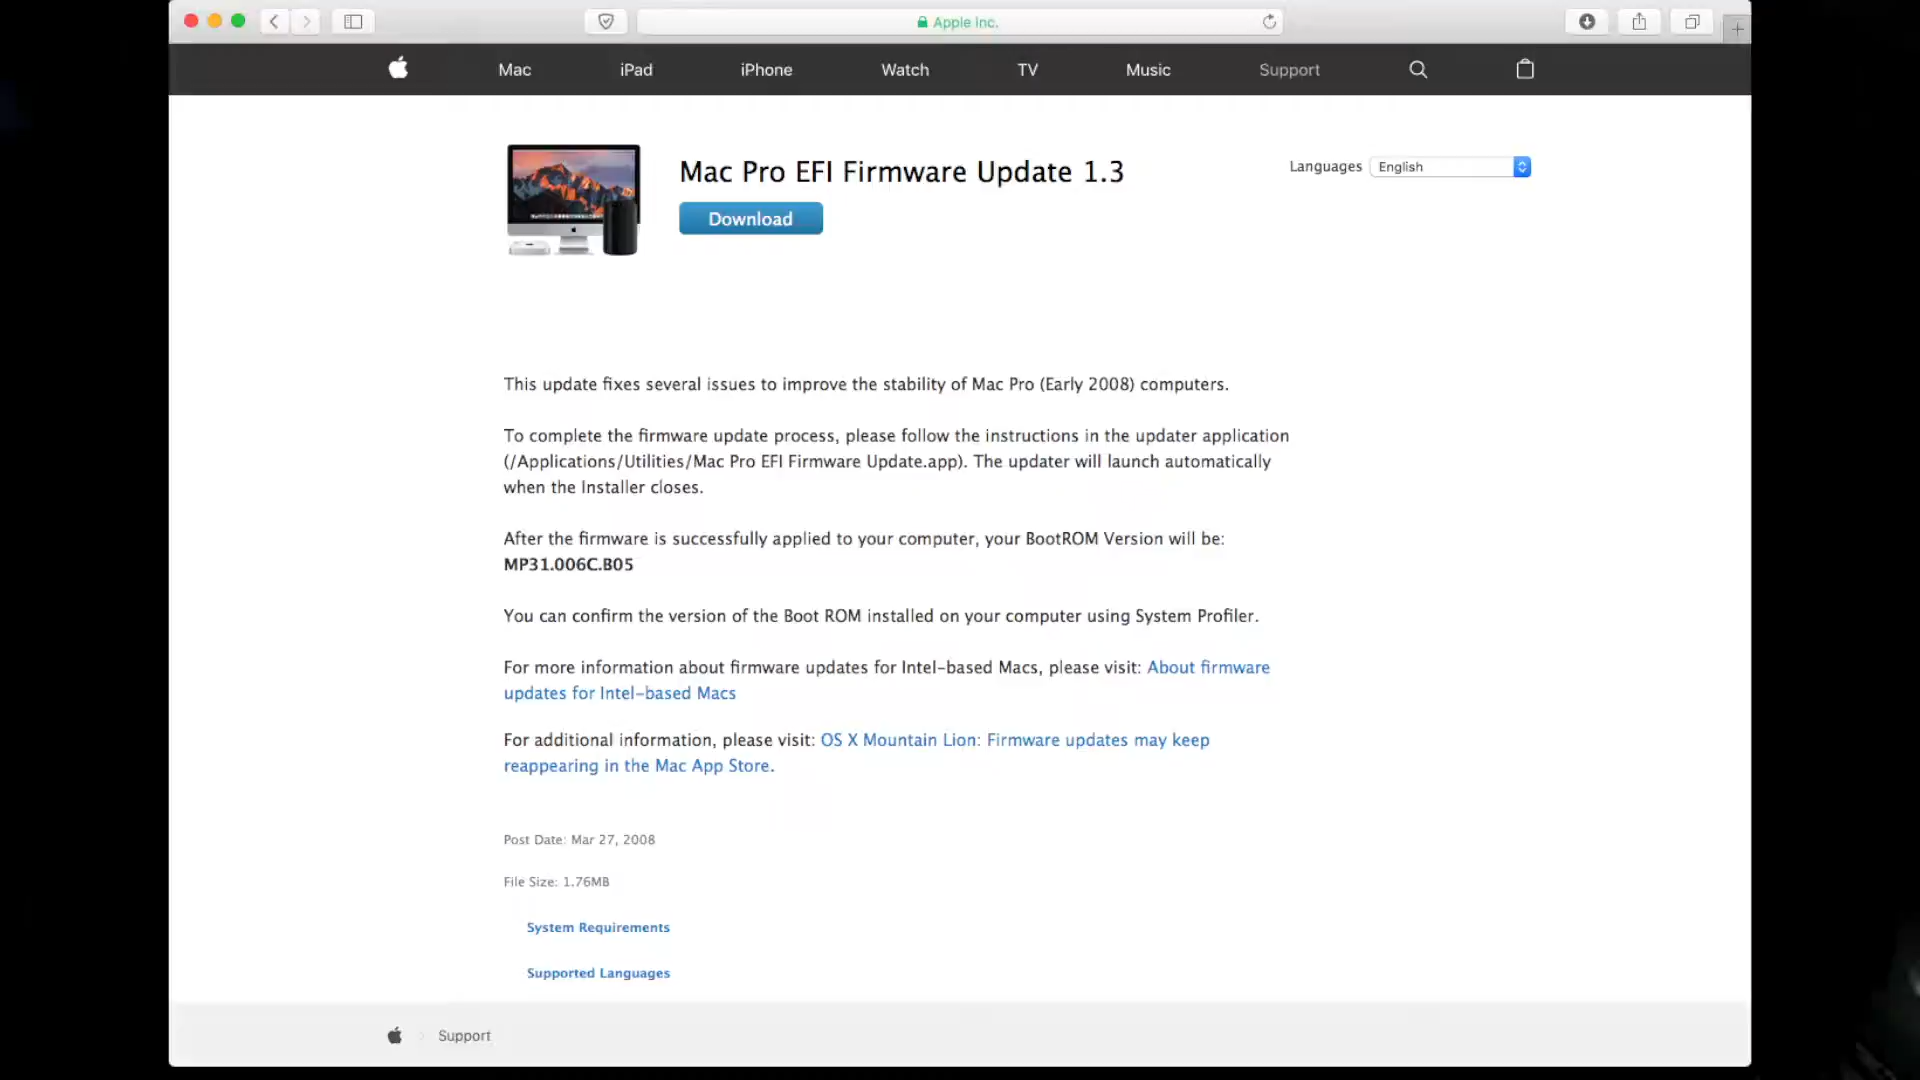 Apple Inc.
Mac iPad iPhone Watch TV Music Support
Mac Pro EFI Firmware Update 1.3
Languages English
Download
This update fixes several issues to improve the stability of Mac Pro (Early 2008) computers.
To complete the firmware update process, please follow the instructions in the updater application
(/Applications/Utilities/Mac Pro EFI Firmware Update.app). The updater will launch automatically
when the Installer closes.
After the firmware is successfully applied to your computer, your BootROM Version will be:
MP31.006C.B05
You can confirm the version of the Boot ROM installed on your computer using System Profiler.
For more information about firmware updates for Intel-based Macs, please visit: About firmware
updates for Intel-based Macs
For additional information, please visit: OS X Mountain Lion: Firmware updates may keep
reappearing in the Mac App Store.
Post Date: Mar 27, 2008
File Size: 1.76MB
System Requirements
Supported Languages
Support